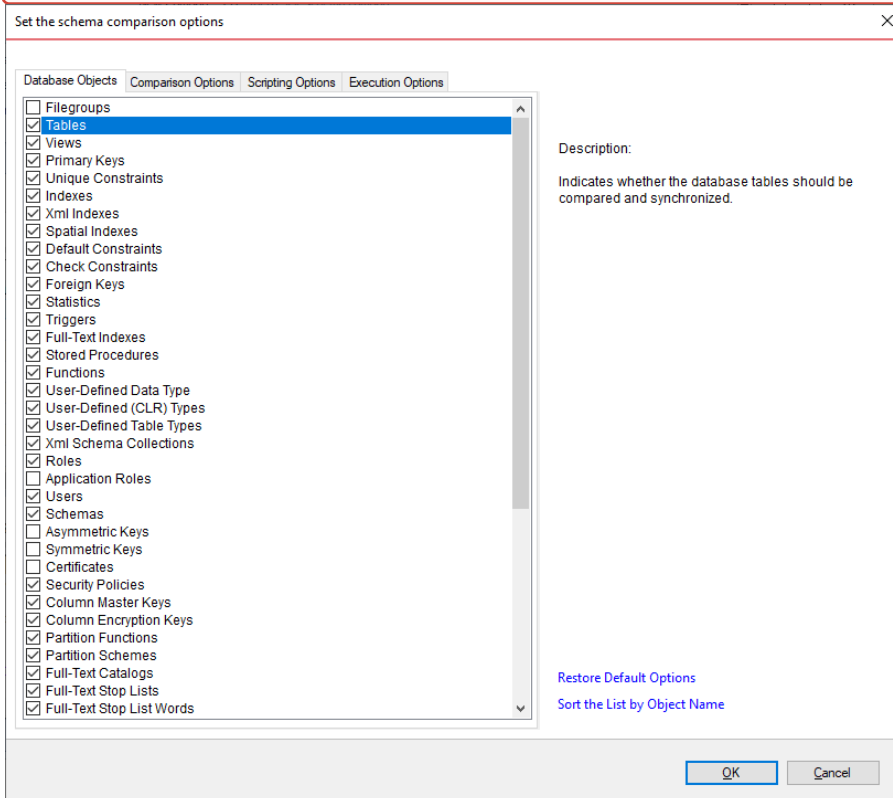 Set the schema comparison options
Database Objects
Comparison Options
Scripting Options
Execution Options
Filegroups
Tables
Views
Primary Keys
Unique Constraints
Indexes
Xml Indexes
Spatial Indexes
Default Constraints
Check Constraints
Foreign Keys
Statistics
Triggers
Full-Text Indexes
Stored Procedures
Functions
User-Defined Data Type
User-Defined (CLR) Types
User-Defined Table Types
Xml Schema Collections
Roles
Application Roles
Users
Schemas
Asymmetric Keys
Symmetric Keys
Certificates
Security Policies
Column Master Keys
Column Encryption Keys
Partition Functions
Partition Schemes
Full-Text Catalogs
Full-Text Stop Lists
Full-Text Stop List Words
Description:
Indicates whether the database tables should be
compared and synchronized.
Restore Default Options
Sort the List by Object Name
OK
Cancel